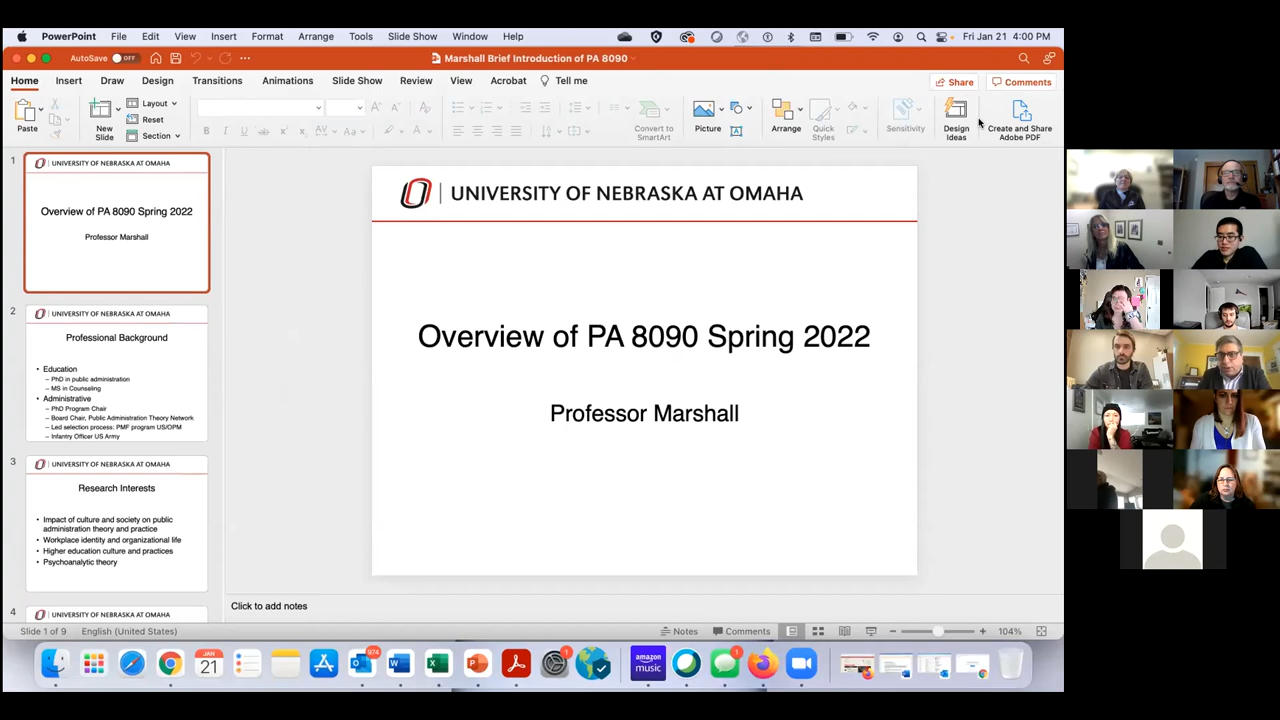 PowerPoint File Edit View Insert Format Arrange Tools Slide Show Window Help Fri Jan 21 4:00 PM
AutoSave OFF Marshall Brief Introduction of PA 8090
Home Insert Draw Design Transitions Animations Slide Show Review View Acrobat Tell me Share Comments
Paste
New Slide
Layout
Reset
Section
Convert to SmartArt
Picture
Arrange
Quick Styles
Sensitivity
Design Ideas
Create and Share Adobe PDF
1
UNIVERSITY OF NEBRASKA AT OMAHA
Overview of PA 8090 Spring 2022
Professor Marshall
2
UNIVERSITY OF NEBRASKA AT OMAHA
Professional Background
• Education
– PhD in public administration
– MS in Counseling
• Administrative
– PhD Program Chair
– Board Chair, Public Administration Theory Network
– Led selection process: PMF program US/OPM
– Infantry Officer US Army
3
UNIVERSITY OF NEBRASKA AT OMAHA
Research Interests
• Impact of culture and society on public
administration theory and practice
• Workplace identity and organizational life
• Higher education culture and practices
• Psychoanalytic theory
4
UNIVERSITY OF NEBRASKA AT OMAHA
UNIVERSITY OF NEBRASKA AT OMAHA
Overview of PA 8090 Spring 2022
Professor Marshall
Click to add notes
Slide 1 of 9 English (United States) Notes Comments 104%
JAN
21
974
1
amazon
music
1